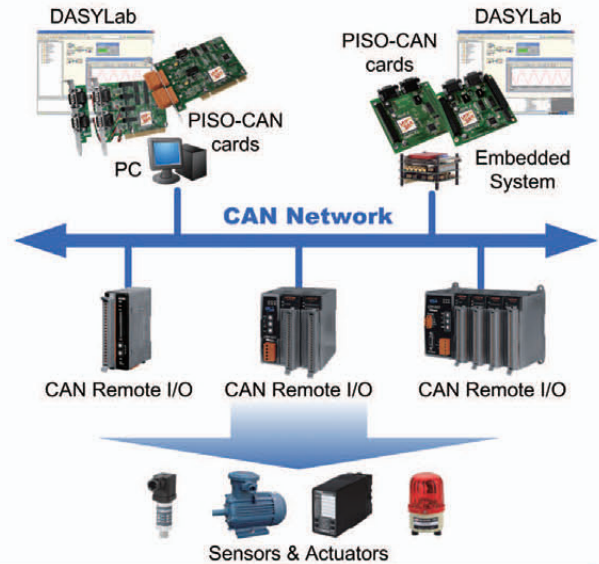 DASYLab
DASYLab
PISO-CAN
cards
PISO-CAN
cards
PC
Embedded
System
CAN Network
CAN Remote I/O
CAN Remote I/O
CAN Remote I/O
Sensors & Actuators